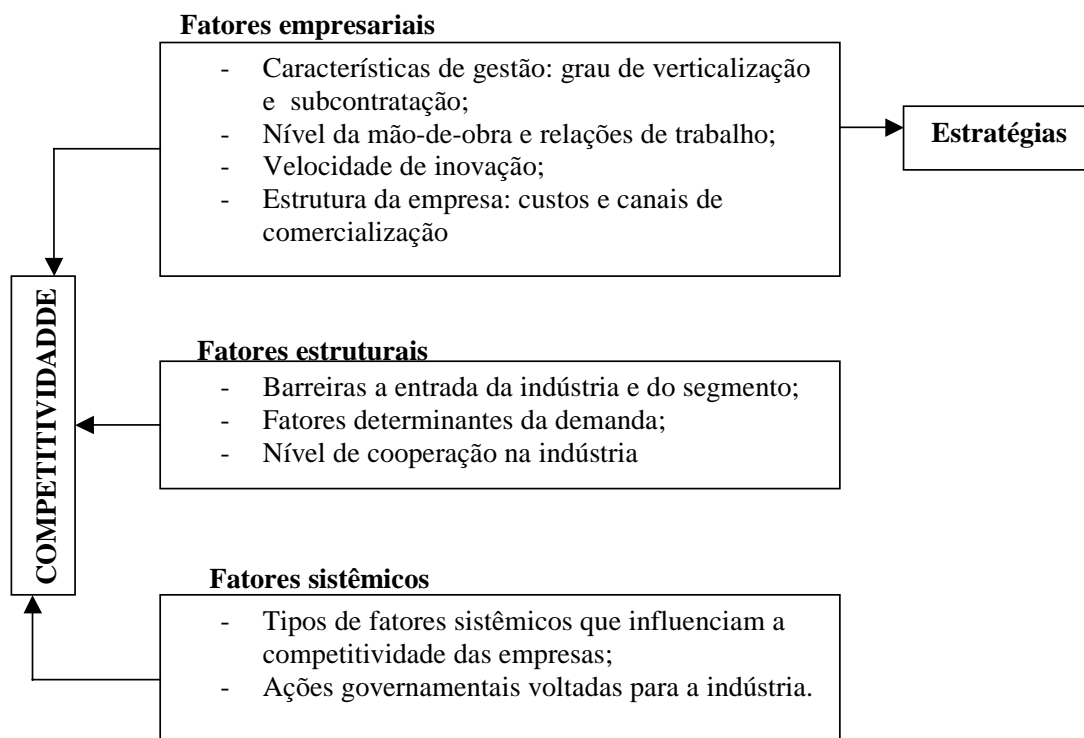 Fatores empresariais
- Características de gestão: grau de verticalização
e subcontratação;
- Nível da mão-de-obra e relações de trabalho;
- Velocidade de inovação;
- Estrutura da empresa: custos e canais de
comercialização
Estratégias
COMPETITIVIDADDE
Fatores estruturais
- Barreiras a entrada da indústria e do segmento;
- Fatores determinantes da demanda;
- Nível de cooperação na indústria
Fatores sistêmicos
- Tipos de fatores sistêmicos que influenciam a
competitividade das empresas;
- Ações governamentais voltadas para a indústria.